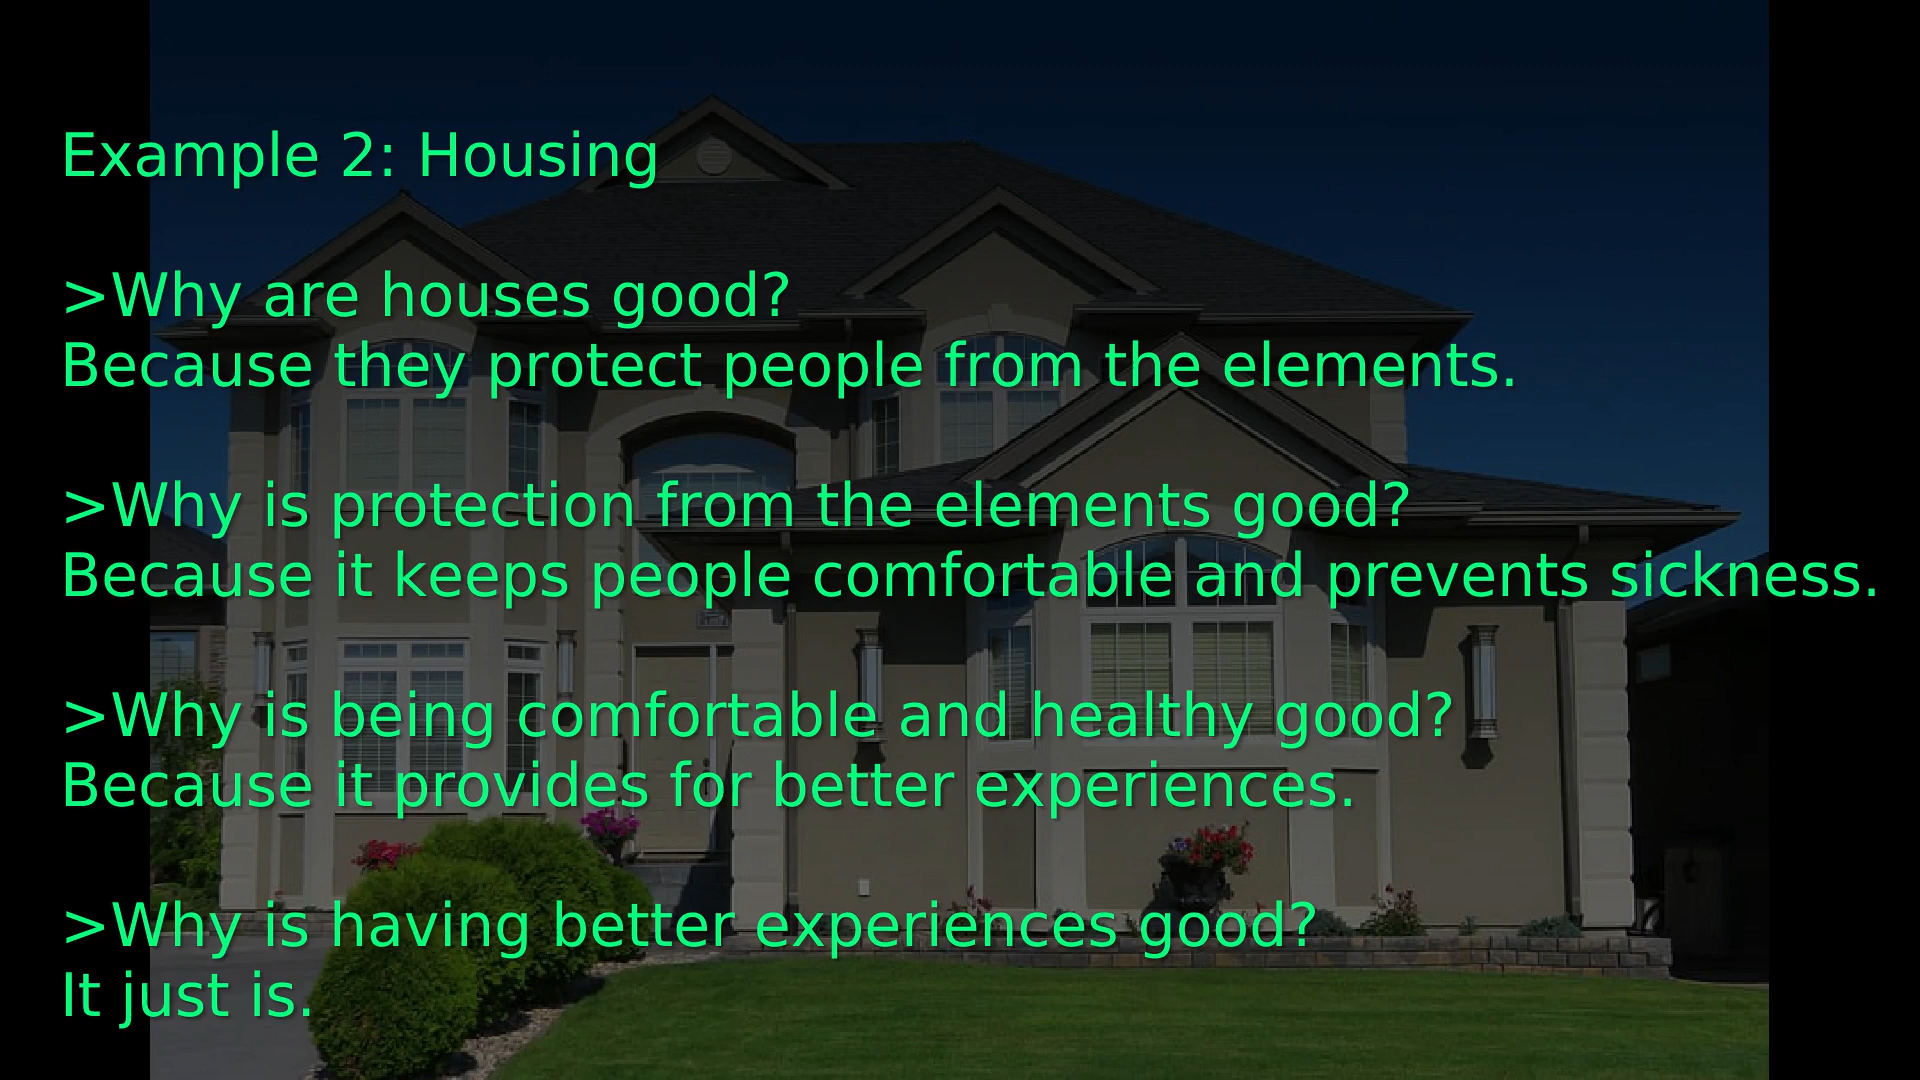 Example 2: Housing
>Why are houses good?
Because they protect people from the elements.
>Why is protection from the elements good?
Because it keeps people comfortable and prevents sickness.
>Why is being comfortable and healthy good?
Because it provides for better experiences.
>Why is having better experiences good?
It just is.